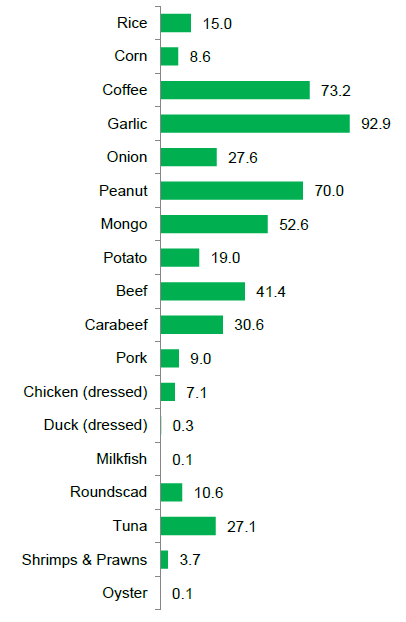 Rice 15.0
Corn 8.6
Coffee 73.2
Garlic 92.9
Onion 27.6
Peanut 70.0
Mongo 52.6
Potato 19.0
Beef 41.4
Carabeef 30.6
Pork 9.0
Chicken (dressed) 7.1
Duck (dressed) 0.3
Milkfish 0.1
Roundscad 10.6
Tuna 27.1
Shrimps & Prawns 3.7
Oyster 0.1